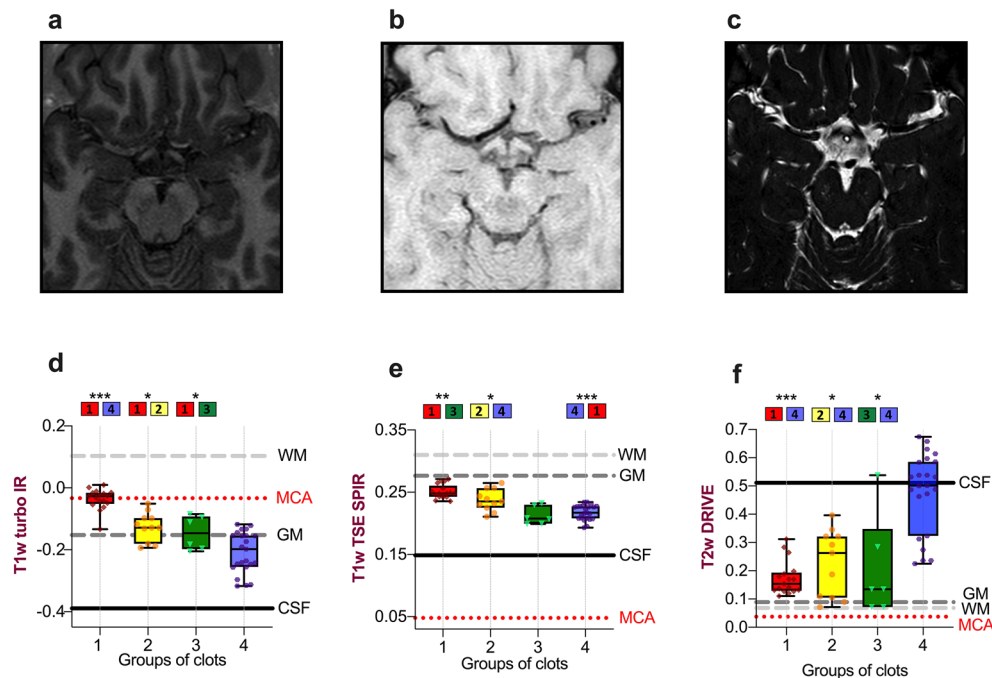 a
b
c
d
*** * *
1 4 1 2 1 3
T1w turbo IR
0.2
0.0
-0.2
-0.4
WM
MCA
GM
CSF
1 2 3 4
Groups of clots
e
** * ***
1 3 2 4 4 1
T1w TSE SPIR
0.35
0.25
0.15
0.05
WM
GM
CSF
MCA
1 2 3 4
Groups of clots
f
*** * *
1 4 2 4 3 4
T2w DRIVE
0.7
0.6
0.5
0.4
0.3
0.2
0.1
0.0
CSF
GM
WM
MCA
1 2 3 4
Groups of clots